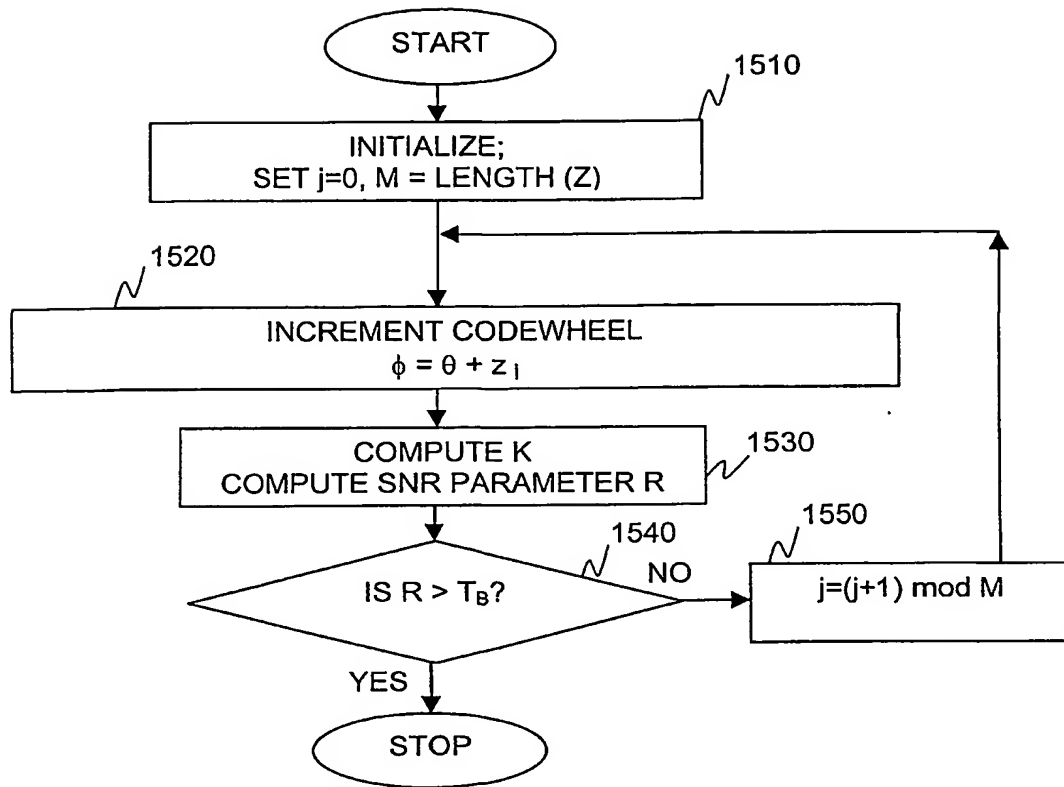 START
1510
INITIALIZE;
SET j=0, M = LENGTH (Z)
1520
INCREMENT CODEWHEEL
ϕ = θ + z j
COMPUTE K
COMPUTE SNR PARAMETER R
1530
1540
IS R > TB?
NO
1550
j=(j+1) mod M
YES
STOP